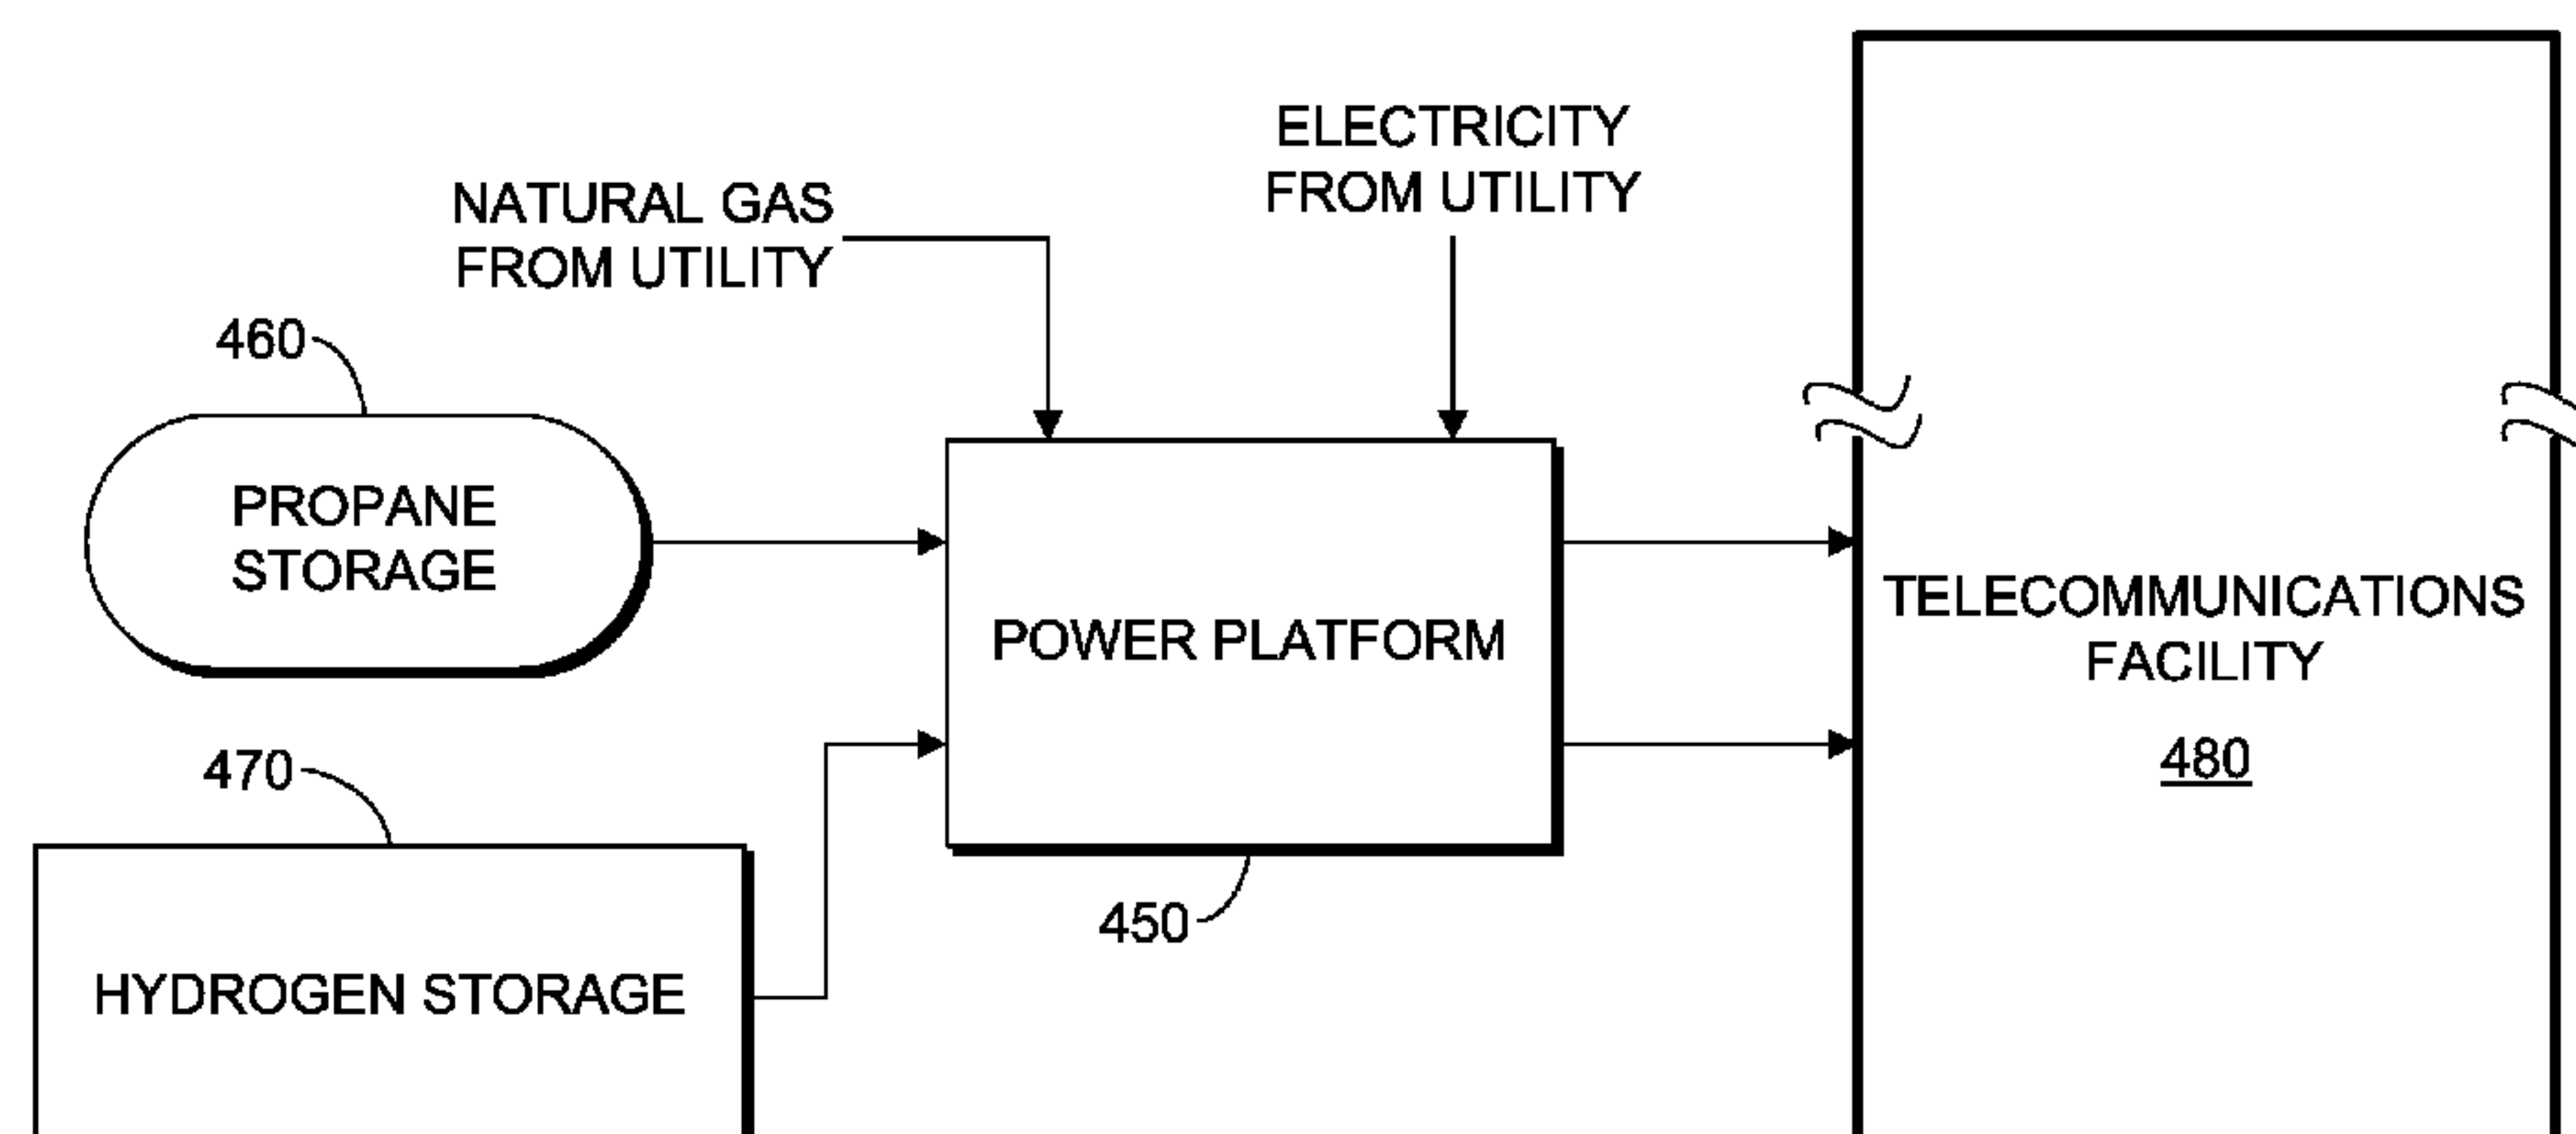 ELECTRICITY
FROM UTILITY
NATURAL GAS
FROM UTILITY
460
PROPANE
STORAGE
POWER PLATFORM
TELECOMMUNICATIONS
FACILITY
480
470
450
HYDROGEN STORAGE